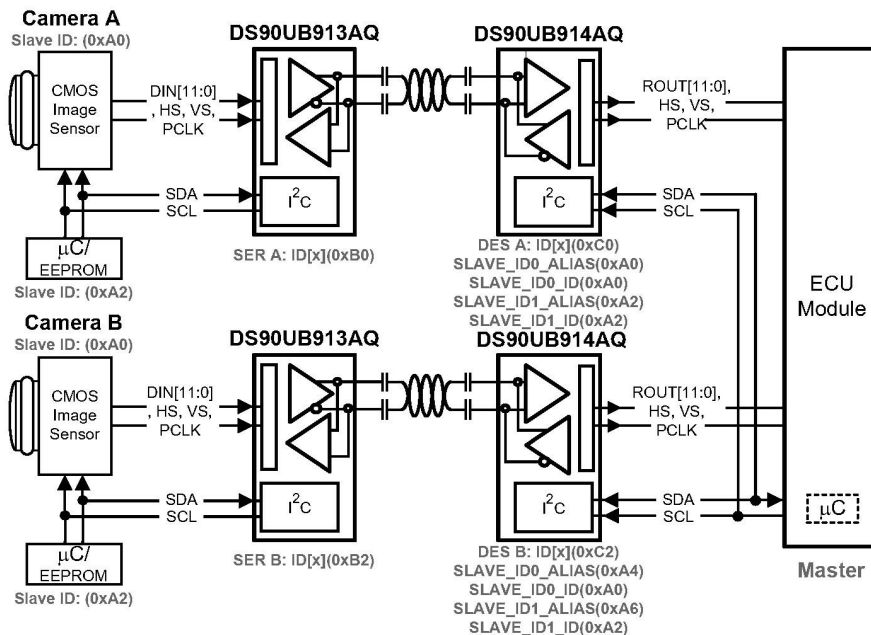 Camera A
Slave ID: (0xA0)
CMOS
Image
Sensor
DIN[11:0]
, HS, VS,
PCLK
SDA
SCL
µC/
EEPROM
Slave ID: (0xA2)
DS90UB913AQ
I²C
SER A: ID[x](0xB0)
DS90UB914AQ
I²C
DES A: ID[x](0xC0)
SLAVE_ID0_ALIAS(0xA0)
SLAVE_ID0_ID(0xA0)
SLAVE_ID1_ALIAS(0xA2)
SLAVE_ID1_ID(0xA2)
ROUT[11:0],
HS, VS,
PCLK
SDA
SCL
Camera B
Slave ID: (0xA0)
CMOS
Image
Sensor
DIN[11:0]
, HS, VS,
PCLK
SDA
SCL
µC/
EEPROM
Slave ID: (0xA2)
DS90UB913AQ
I²C
SER B: ID[x](0xB2)
DS90UB914AQ
I²C
DES B: ID[x](0xC2)
SLAVE_ID0_ALIAS(0xA4)
SLAVE_ID0_ID(0xA0)
SLAVE_ID1_ALIAS(0xA6)
SLAVE_ID1_ID(0xA2)
ROUT[11:0],
HS, VS,
PCLK
SDA
SCL
ECU
Module
µC
Master